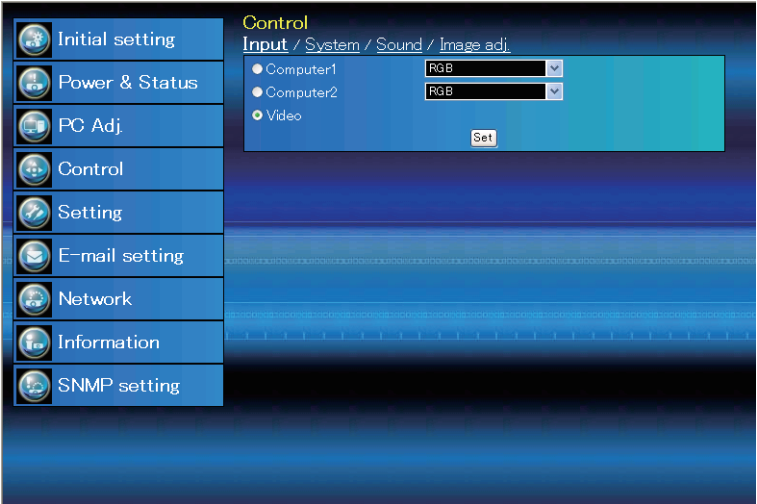 Initial setting
Power & Status
PC Adj.
Control
Setting
E-mail setting
Network
Information
SNMP setting
Control
Input / System / Sound / Image adj.
Computer1 RGB
Computer2 RGB
Video
Set